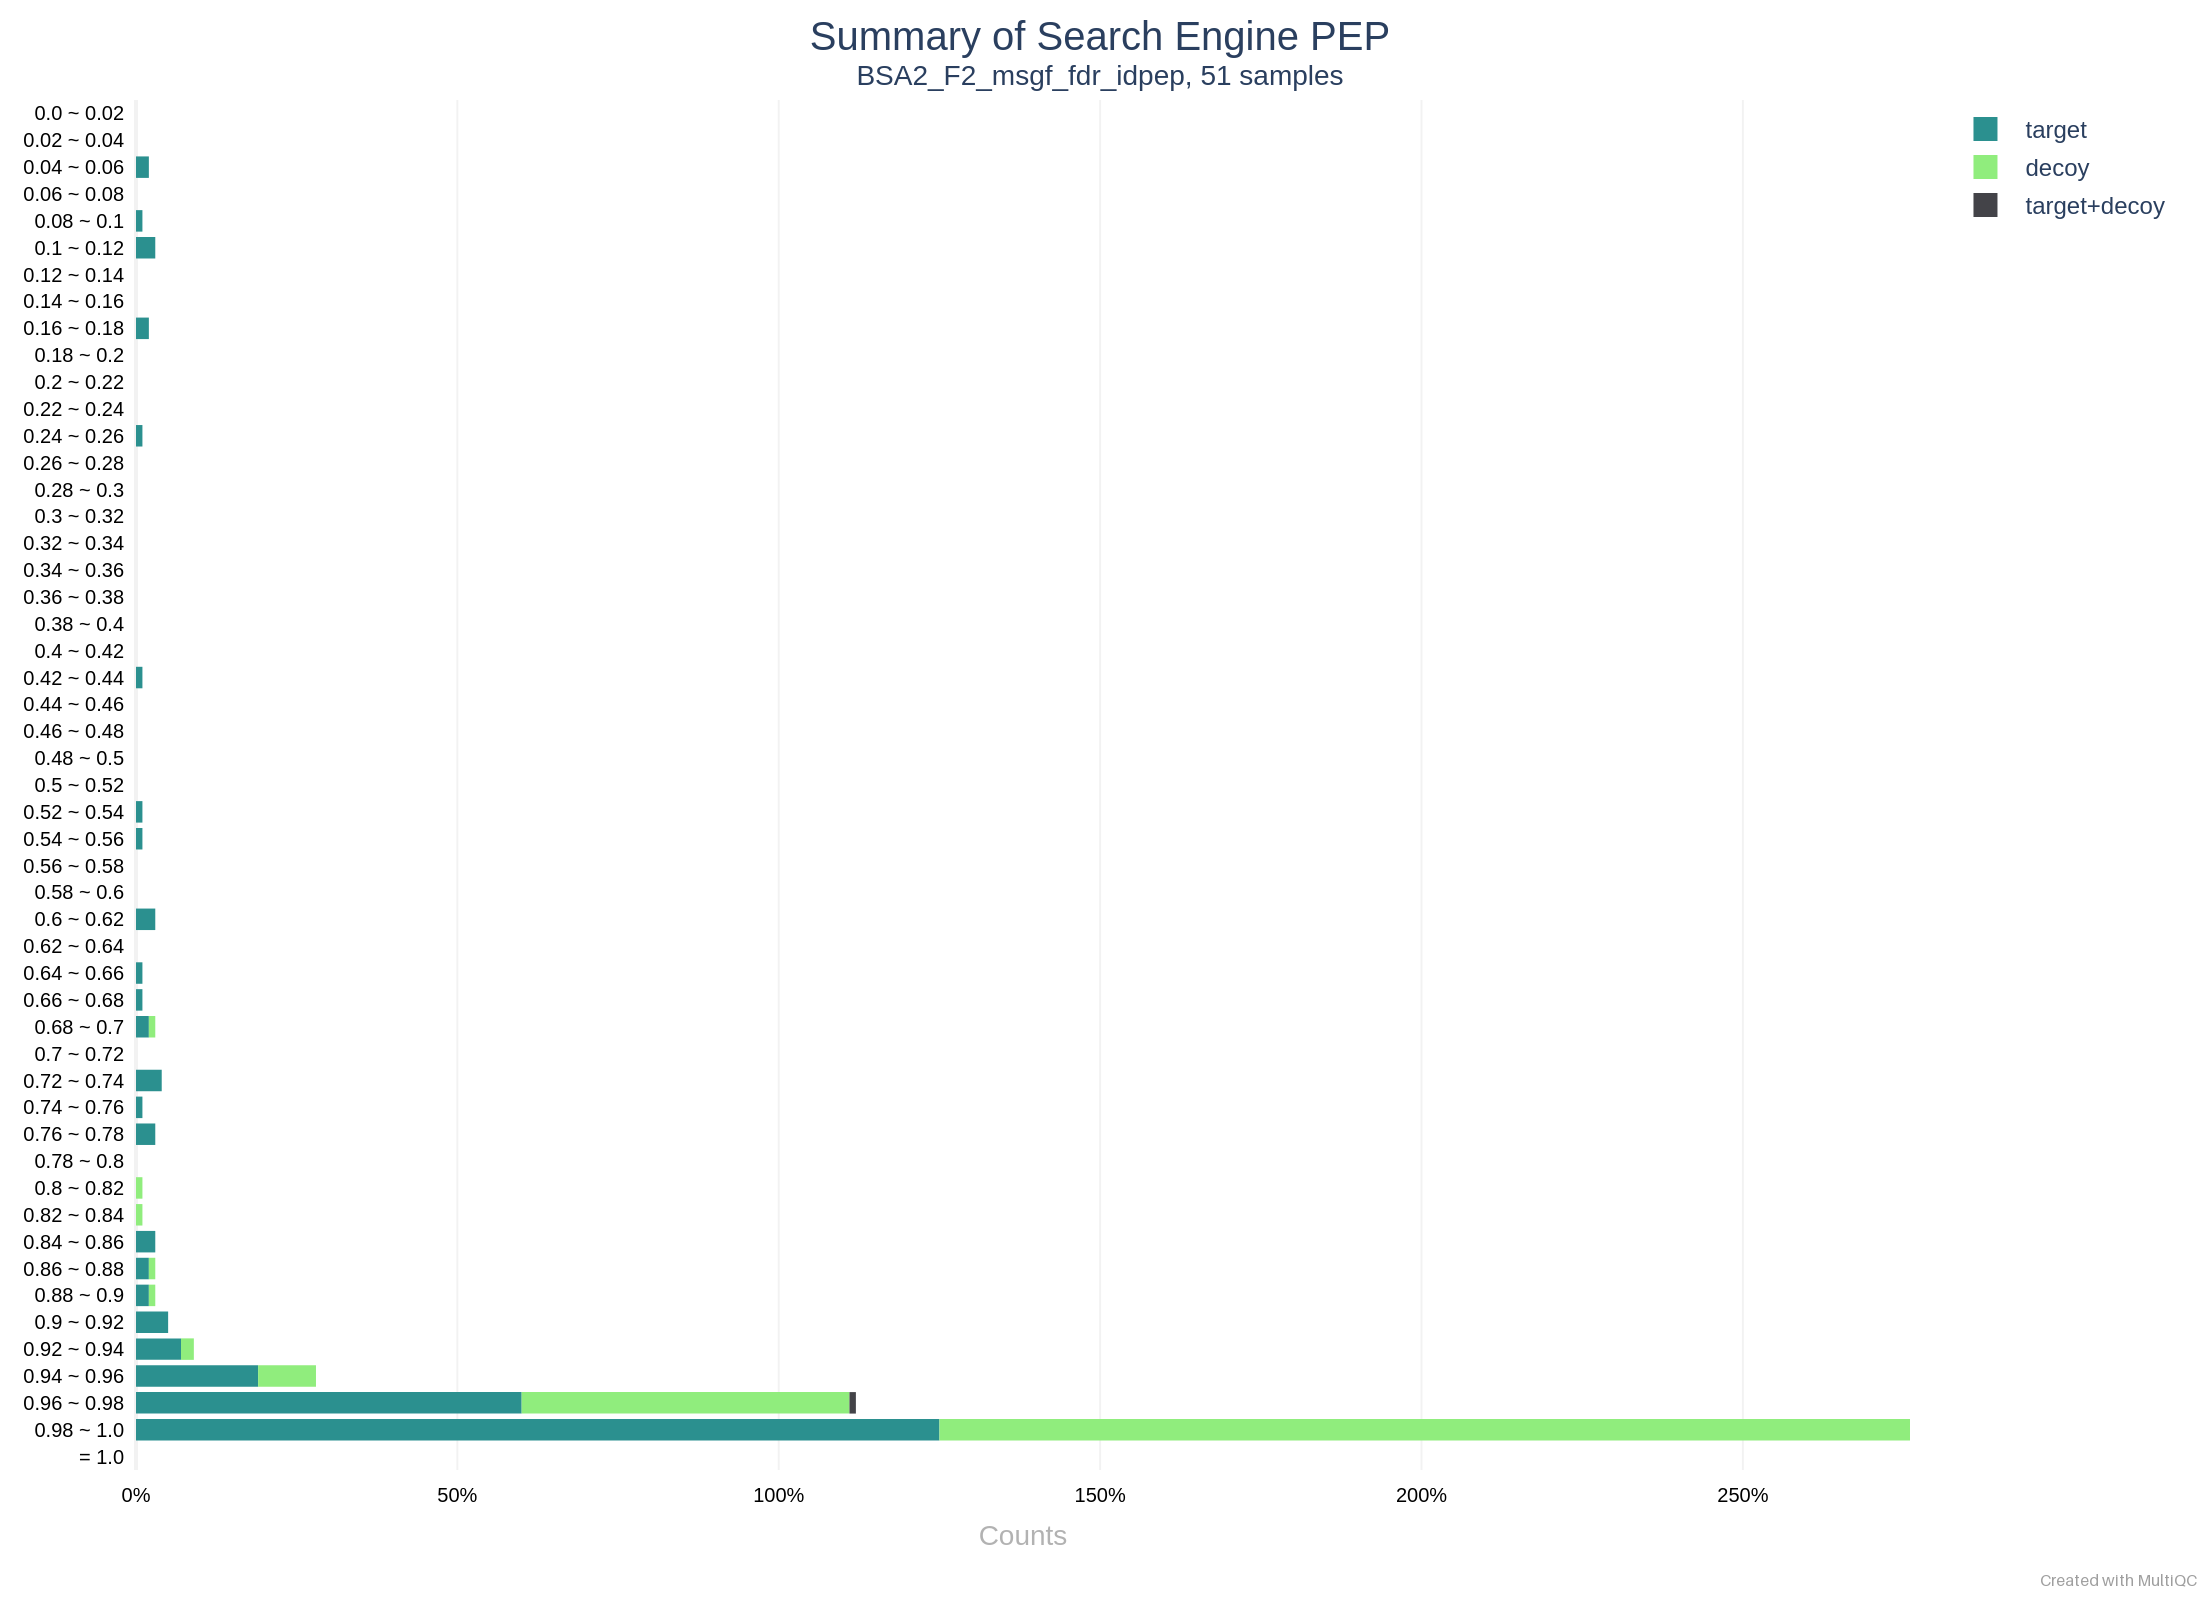 Summary of Search Engine PEP
BSA2_F2_msgf_fdr_idpep, 51 samples
0.0 ~ 0.02
0.02 ~ 0.04
0.04 ~ 0.06
0.06 ~ 0.08
0.08 ~ 0.1
0.1 ~ 0.12
0.12 ~ 0.14
0.14 ~ 0.16
0.16 ~ 0.18
0.18 ~ 0.2
0.2 ~ 0.22
0.22 ~ 0.24
0.24 ~ 0.26
0.26 ~ 0.28
0.28 ~ 0.3
0.3 ~ 0.32
0.32 ~ 0.34
0.34 ~ 0.36
0.36 ~ 0.38
0.38 ~ 0.4
0.4 ~ 0.42
0.42 ~ 0.44
0.44 ~ 0.46
0.46 ~ 0.48
0.48 ~ 0.5
0.5 ~ 0.52
0.52 ~ 0.54
0.54 ~ 0.56
0.56 ~ 0.58
0.58 ~ 0.6
0.6 ~ 0.62
0.62 ~ 0.64
0.64 ~ 0.66
0.66 ~ 0.68
0.68 ~ 0.7
0.7 ~ 0.72
0.72 ~ 0.74
0.74 ~ 0.76
0.76 ~ 0.78
0.78 ~ 0.8
0.8 ~ 0.82
0.82 ~ 0.84
0.84 ~ 0.86
0.86 ~ 0.88
0.88 ~ 0.9
0.9 ~ 0.92
0.92 ~ 0.94
0.94 ~ 0.96
0.96 ~ 0.98
0.98 ~ 1.0
= 1.0
0% 50% 100% 150% 200% 250%
Counts
target
decoy
target+decoy
Created with MultiQC